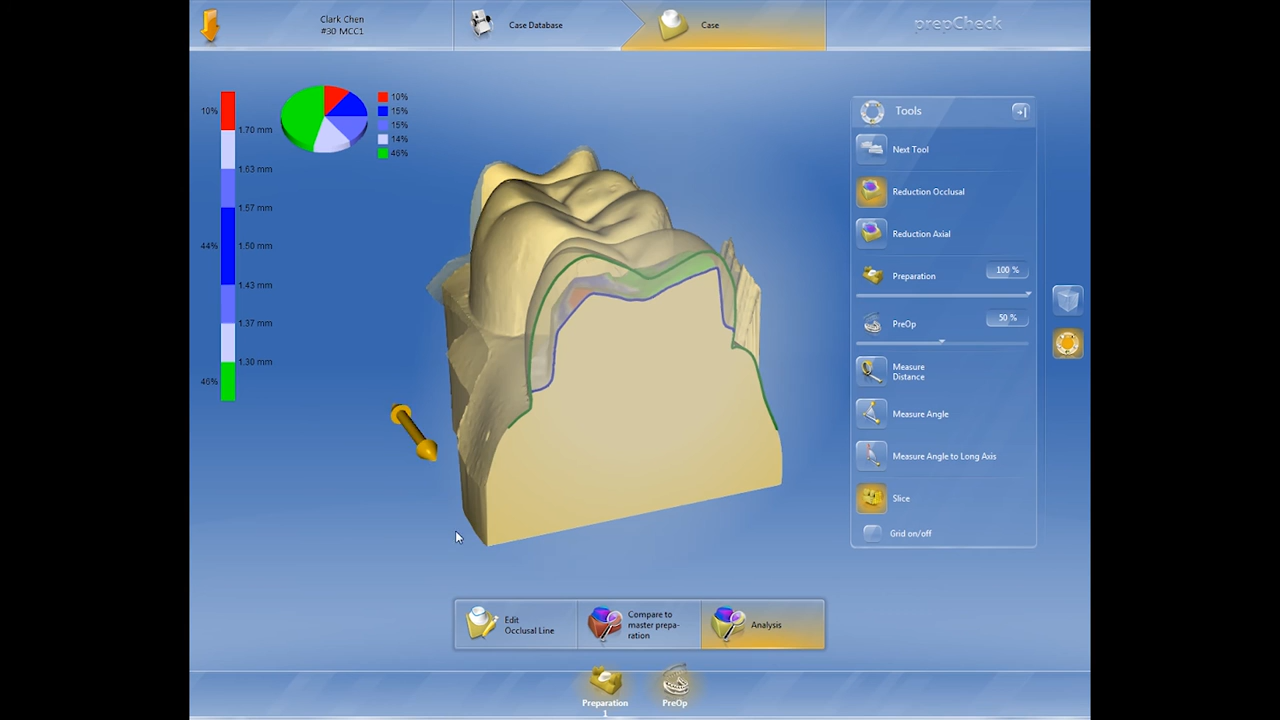 Clark Chen
#30 MCC1
Case Database
Case
prepCheck
10%
1.70 mm
1.63 mm
1.57 mm
44%
1.50 mm
1.43 mm
1.37 mm
1.30 mm
46%
10%
15%
15%
14%
46%
Tools
Next Tool
Reduction Occlusal
Reduction Axial
Preparation
100 %
PreOp
50 %
Measure
Distance
Measure Angle
Measure Angle to Long Axis
Slice
Grid on/off
Edit
Occlusal Line
Compare to
master prepa-
ration
Analysis
Preparation
1
PreOp